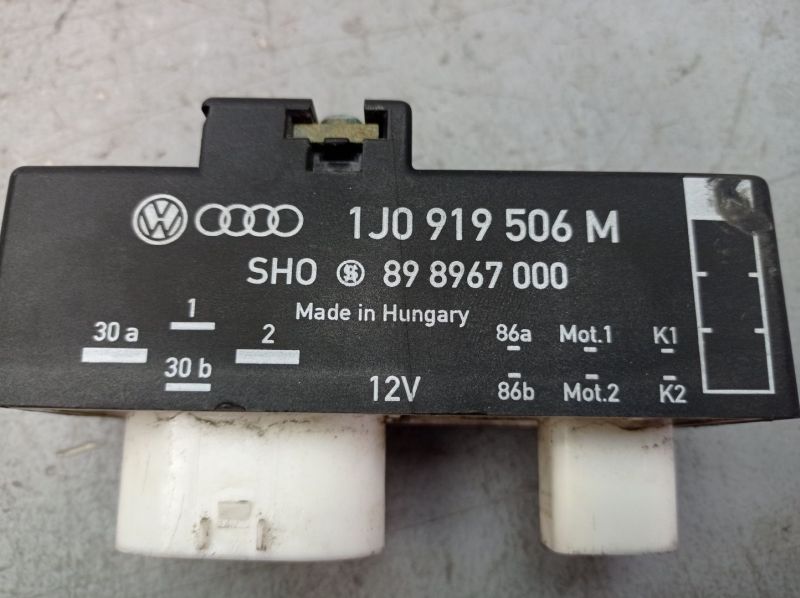 1J0 919 506 M
SHO 89 8967 000
Made in Hungary
30 a 1 2 86a Mot.1 K1
30 b 12V 86b Mot.2 K2